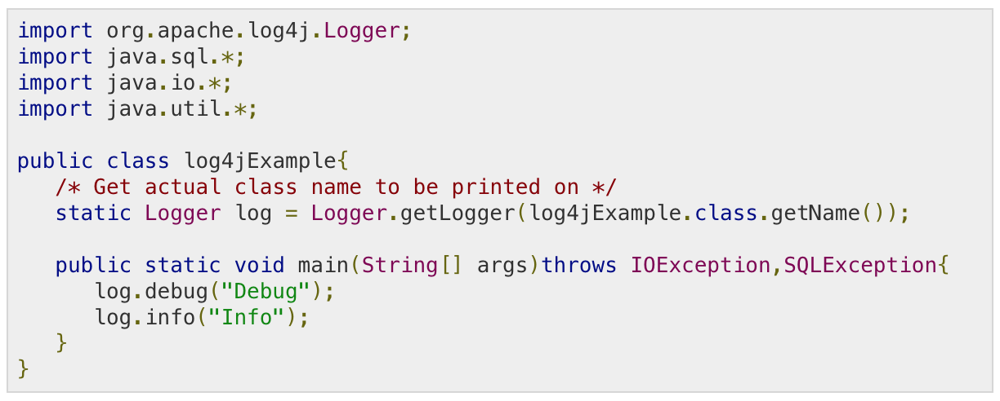 import org.apache.log4j.Logger;
import java.sql.*;
import java.io.*;
import java.util.*;

public class log4jExample{
   /* Get actual class name to be printed on */
   static Logger log = Logger.getLogger(log4jExample.class.getName());

   public static void main(String[] args)throws IOException,SQLException{
      log.debug("Debug");
      log.info("Info");
   }
}